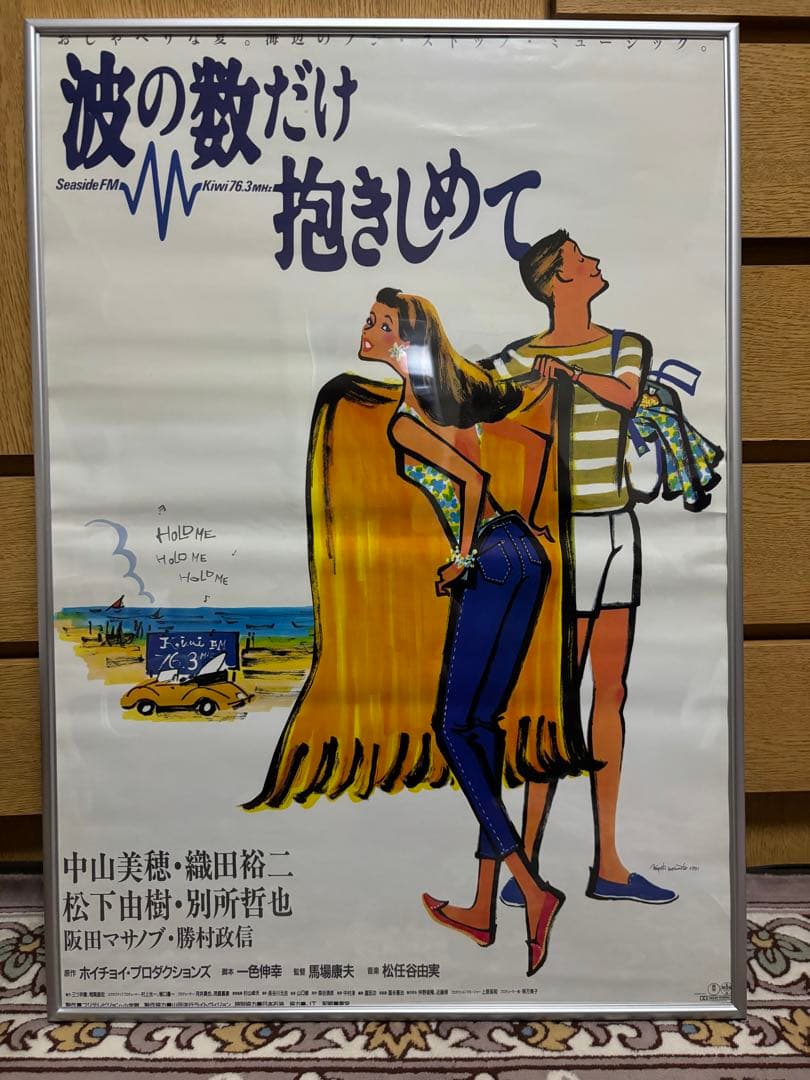 おしゃべりな夏。海辺のノン・ストップ・ミュージック。
波の数だけ
抱きしめて
Seaside FM Kiwi 76.3 MHz
HOLD ME
HOLD ME
HOLD ME
Kiwi FM
76.3 MHz
中山美穂・織田裕二
松下由樹・別所哲也
阪田マサノブ・勝村政信
原作 ホイチョイ・プロダクションズ 脚本 一色伸幸 監督 馬場康夫 音楽 松任谷由実
1991